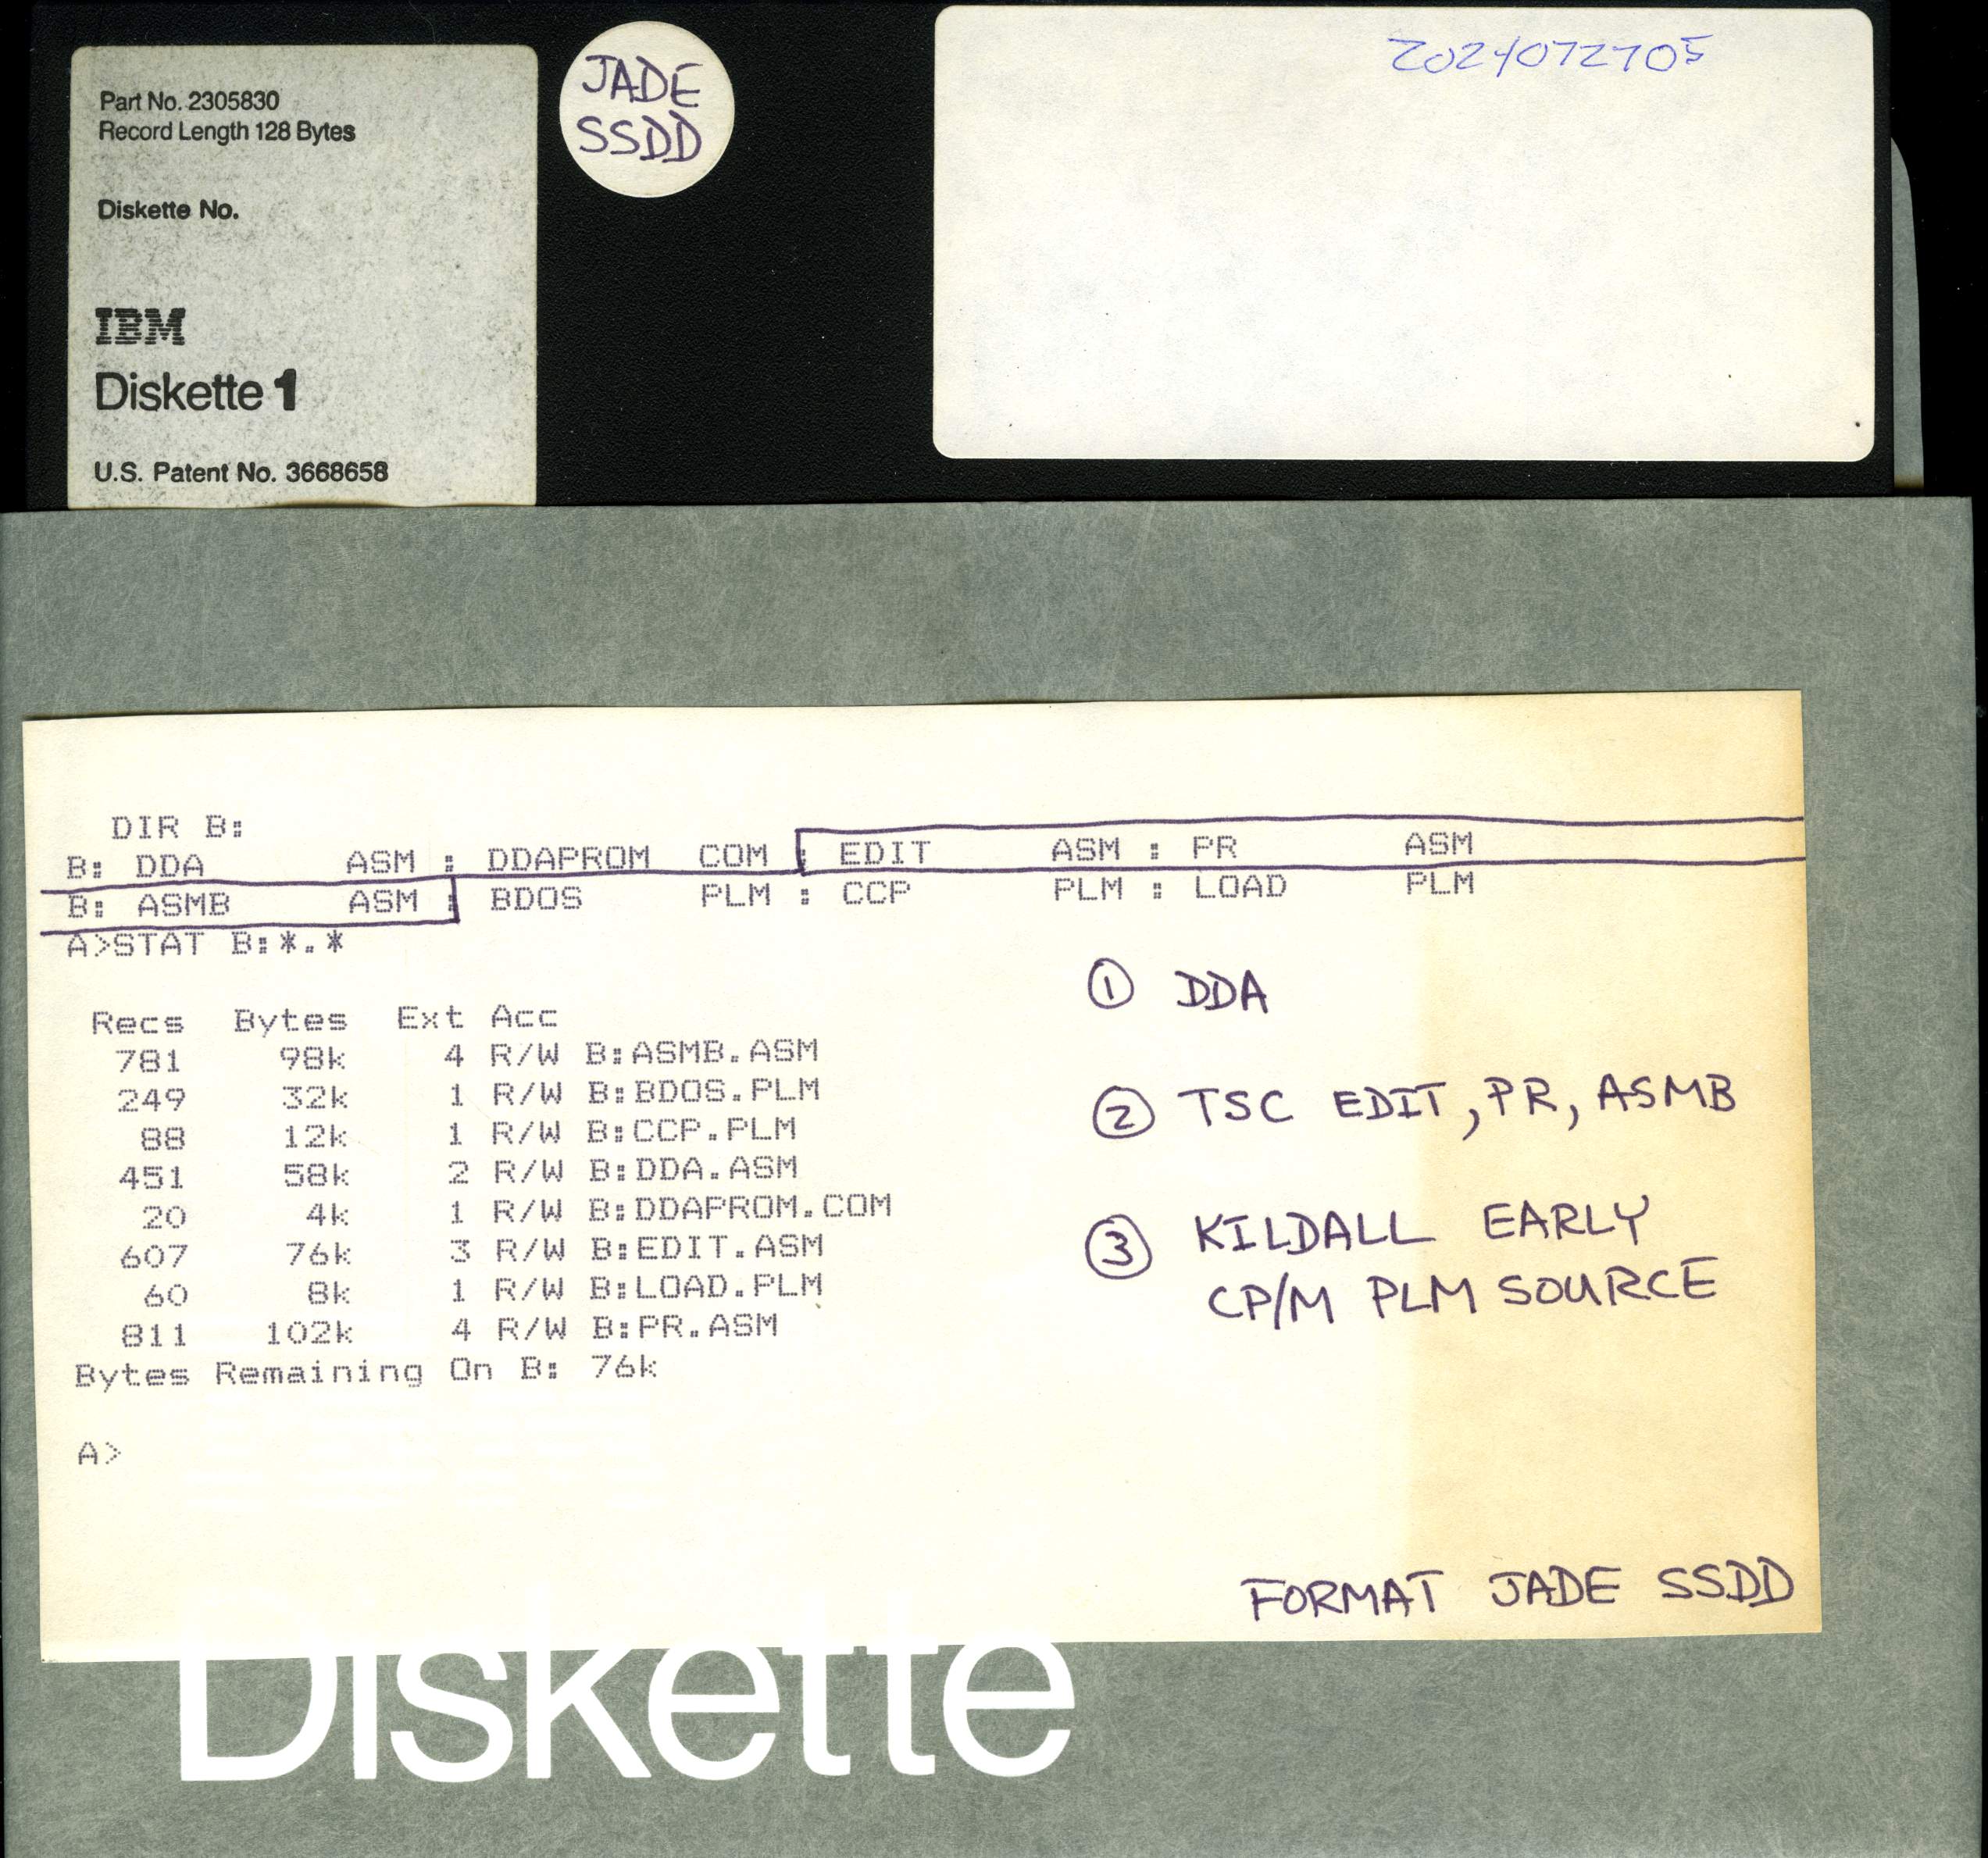 Part No. 2305830
Record Length 128 Bytes
Diskette No.
IBM
Diskette 1
U.S. Patent No. 3668658
JADE
SSDD
2024072705
DIR B:
B: DDA ASM : DDAPROM COM : EDIT ASM : PR ASM
B: ASMB ASM : BDOS PLM : CCP PLM : LOAD PLM
A>STAT B:*.*
Recs Bytes Ext Acc
781 98k 4 R/W B:ASMB.ASM
249 32k 1 R/W B:BDOS.PLM
88 12k 1 R/W B:CCP.PLM
451 58k 2 R/W B:DDA.ASM
20 4k 1 R/W B:DDAPROM.COM
607 76k 3 R/W B:EDIT.ASM
60 8k 1 R/W B:LOAD.PLM
811 102k 4 R/W B:PR.ASM
Bytes Remaining On B: 76k
A>
① DDA
② TSC EDIT, PR, ASMB
③ KILDALL EARLY
CP/M PLM SOURCE
FORMAT JADE SSDD
Diskette